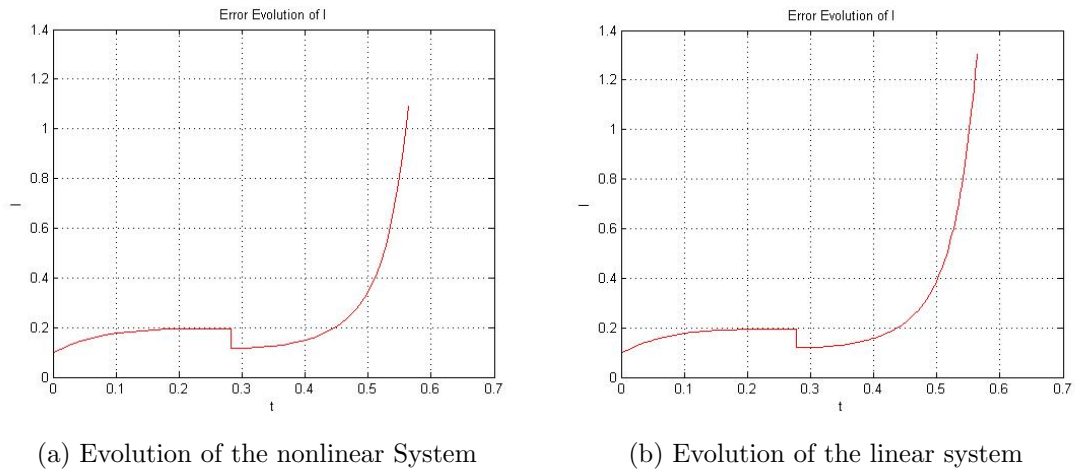 Error Evolution of l
1.4
1.2
1
0.8
0.6
0.4
0.2
0
l
0 0.1 0.2 0.3 0.4 0.5 0.6 0.7
t
(a) Evolution of the nonlinear System
Error Evolution of l
1.4
1.2
1
0.8
0.6
0.4
0.2
0
l
0 0.1 0.2 0.3 0.4 0.5 0.6 0.7
t
(b) Evolution of the linear system